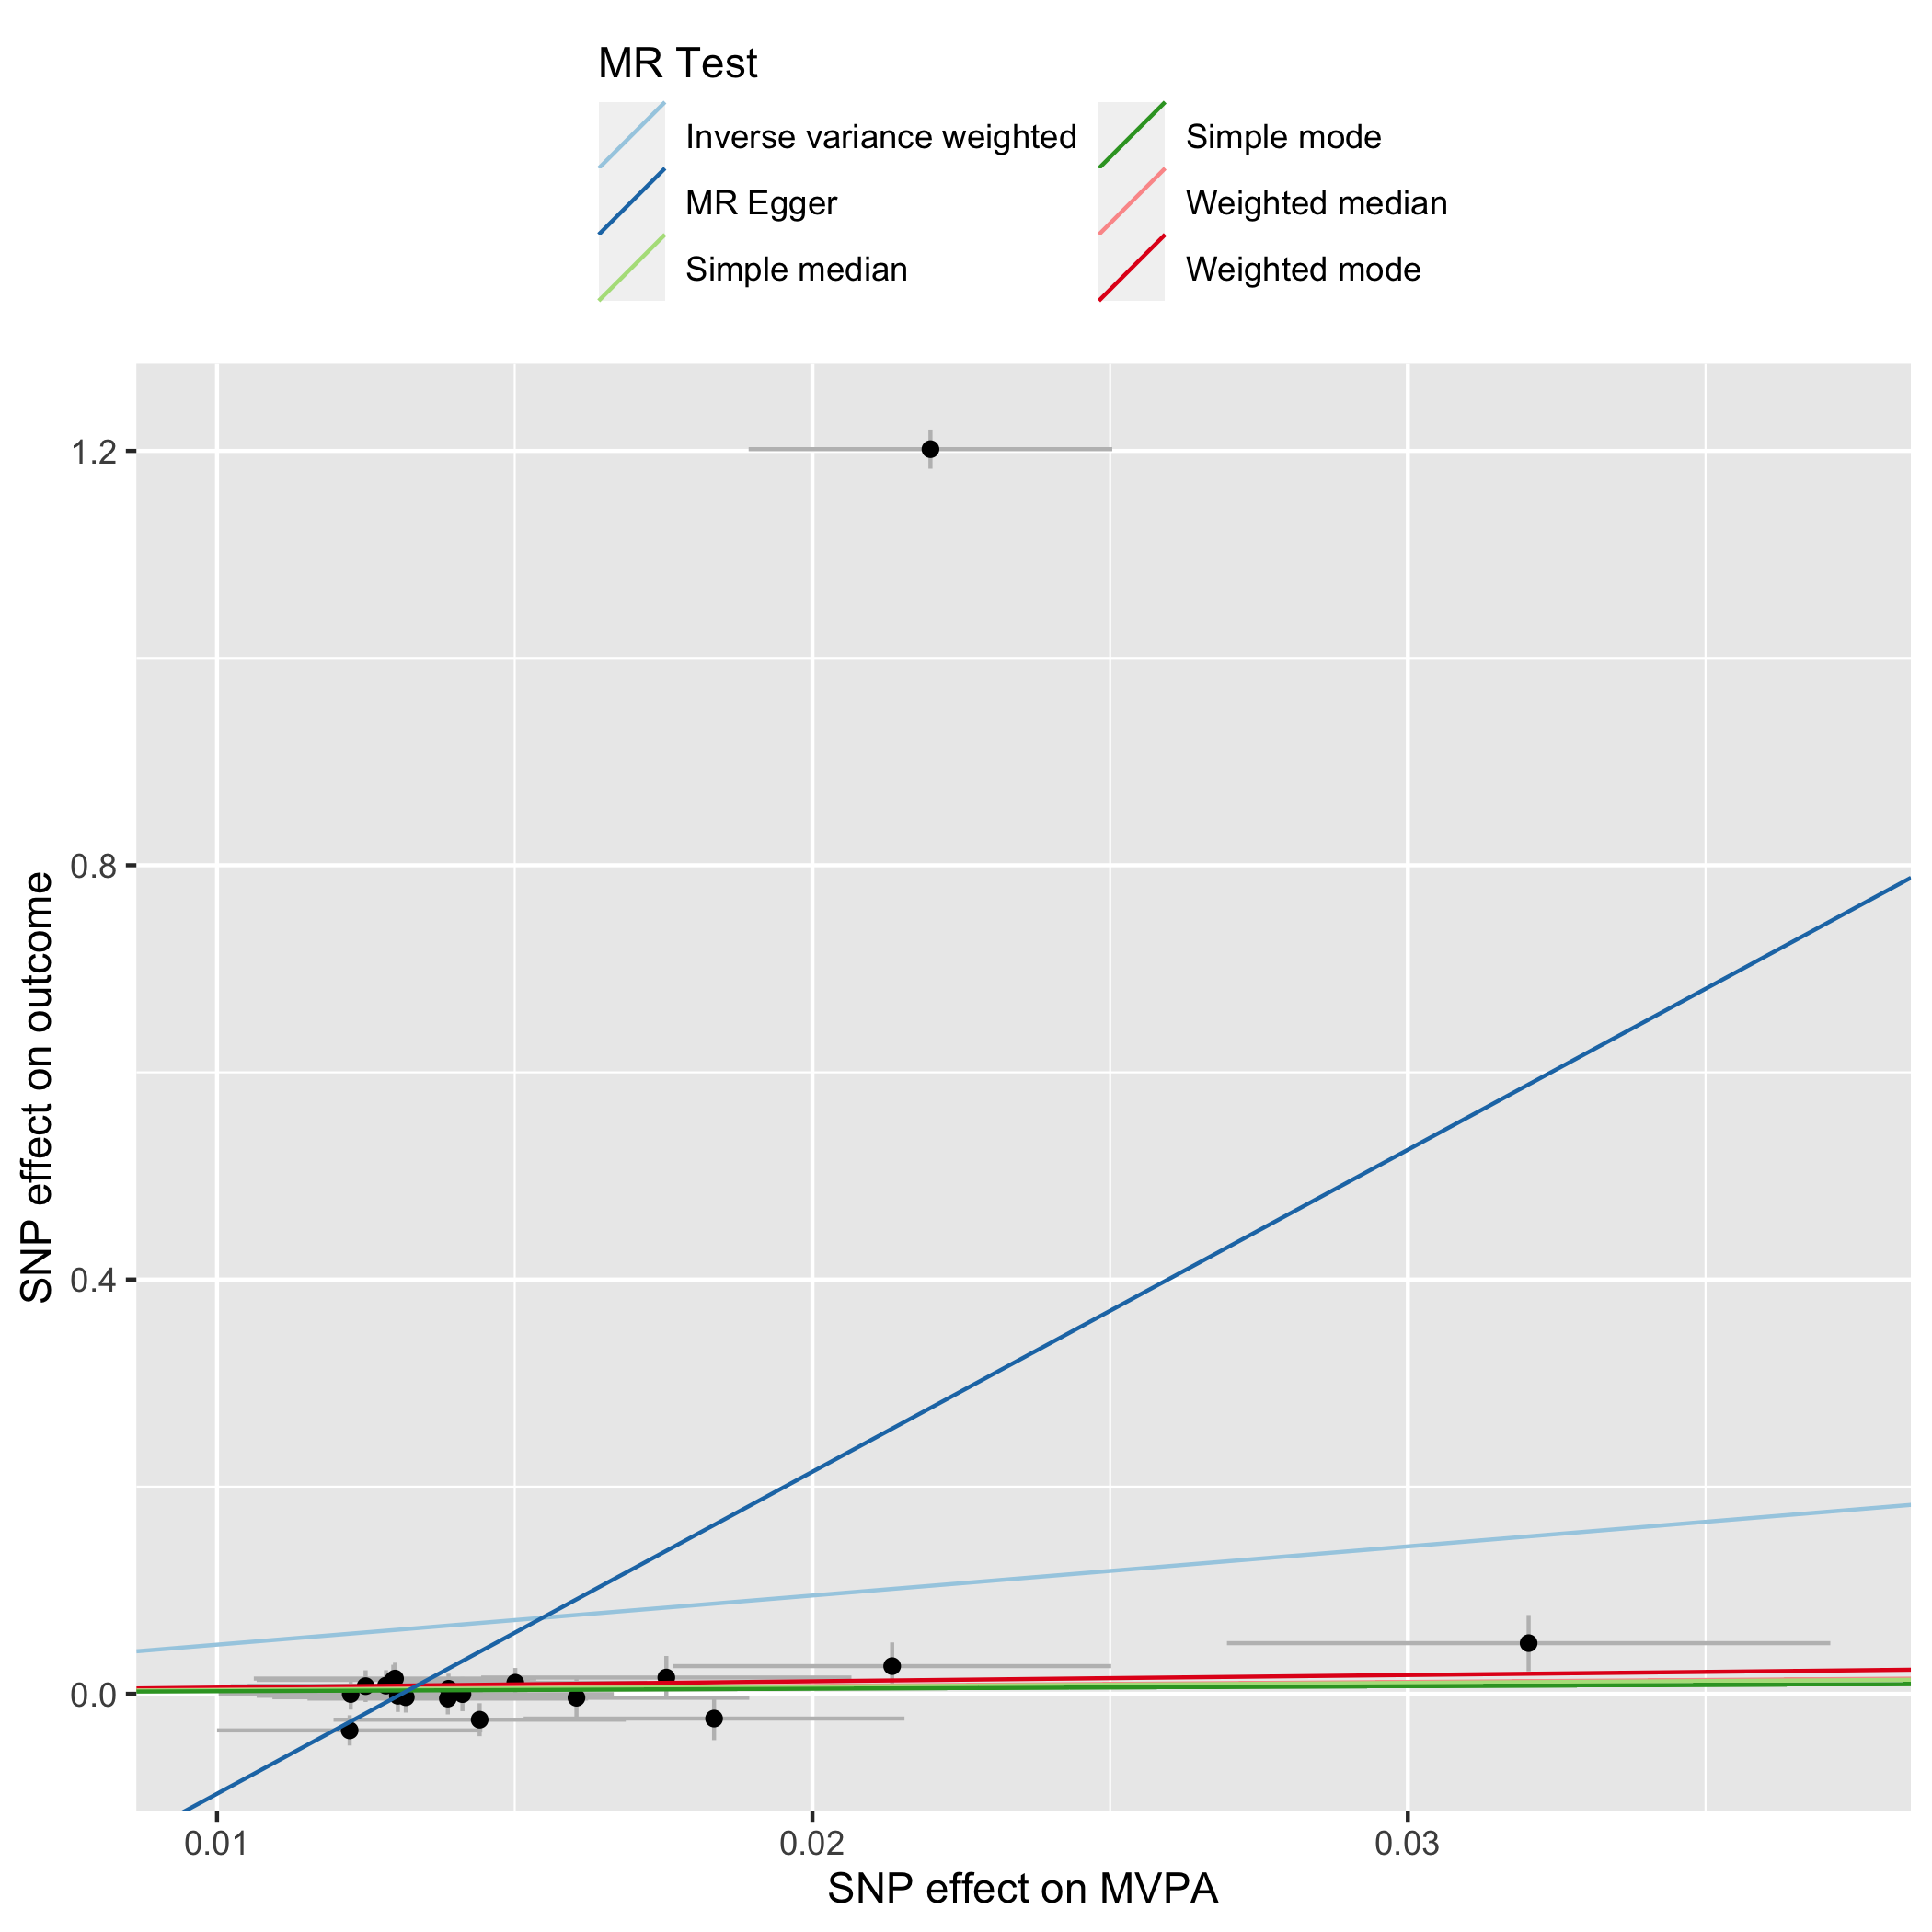 MR Test
Inverse variance weighted
MR Egger
Simple median
Simple mode
Weighted median
Weighted mode
SNP effect on outcome
1.2
0.8
0.4
0.0
0.01
0.02
0.03
SNP effect on MVPA